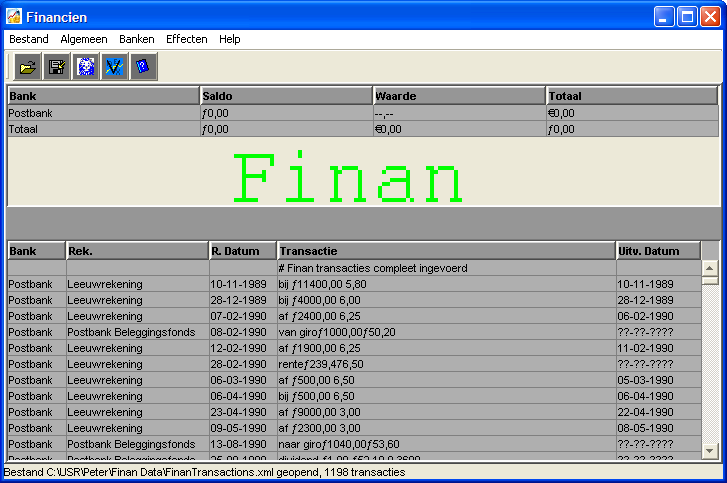 Financien
Bestand Algemeen Banken Effecten Help
Bank Saldo Waarde Totaal
Postbank ƒ0,00 --,-- €0,00
Totaal ƒ0,00 €0,00 ƒ0,00
Finan
Bank Rek. R. Datum Transactie Uitv. Datum
# Finan transacties compleet ingevoerd
Postbank Leeuwrekening 10-11-1989 bij ƒ11400,00 5,80 10-11-1989
Postbank Leeuwrekening 28-12-1989 bij ƒ4000,00 6,00 28-12-1989
Postbank Leeuwrekening 07-02-1990 af ƒ2400,00 6,25 06-02-1990
Postbank Postbank Beleggingsfonds 08-02-1990 van giroƒ1000,00ƒ50,20 ??-??-????
Postbank Leeuwrekening 12-02-1990 af ƒ1900,00 6,25 11-02-1990
Postbank Leeuwrekening 28-02-1990 renteƒ239,476,50 ??-??-????
Postbank Leeuwrekening 06-03-1990 af ƒ500,00 6,50 05-03-1990
Postbank Leeuwrekening 06-04-1990 bij ƒ500,00 6,50 06-04-1990
Postbank Leeuwrekening 23-04-1990 af ƒ9000,00 3,00 22-04-1990
Postbank Leeuwrekening 09-05-1990 af ƒ2300,00 3,00 08-05-1990
Postbank Postbank Beleggingsfonds 13-08-1990 naar giroƒ1040,00ƒ53,60 ??-??-????
Postbank Postbank Beleggingsfonds 25-09-1990 dividend
Bestand C:\USR\Peter\Finan Data\FinanTransactions.xml geopend, 1198 transacties